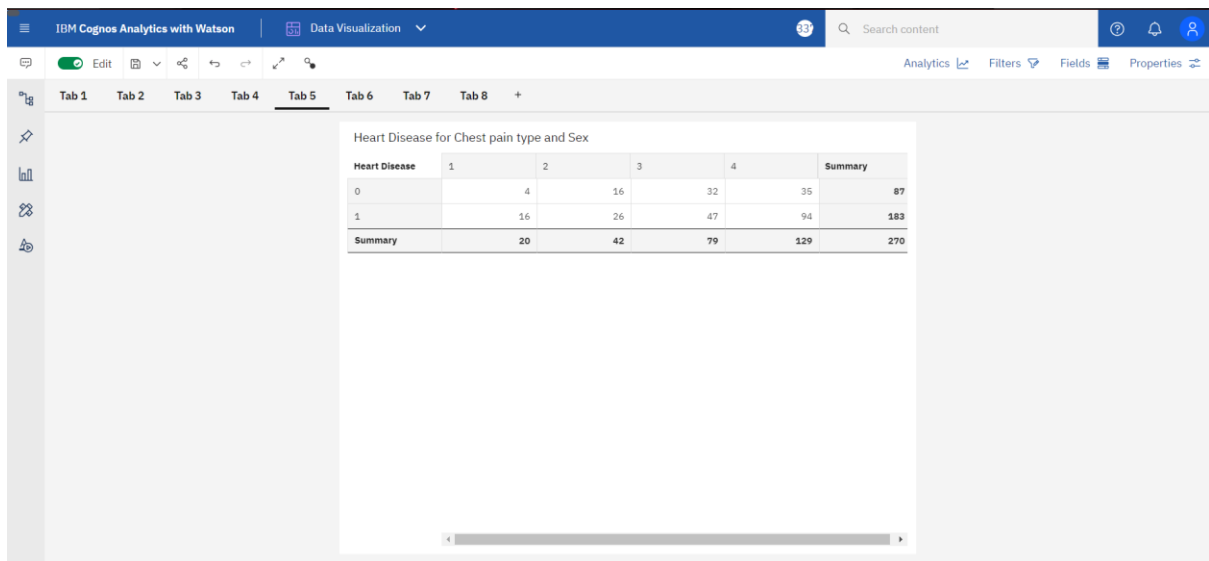 IBM Cognos Analytics with Watson Data Visualization Search content
Edit Analytics Filters Fields Properties
Tab 1 Tab 2 Tab 3 Tab 4 Tab 5 Tab 6 Tab 7 Tab 8 +
Heart Disease for Chest pain type and Sex
Heart Disease 1 2 3 4 Summary
0 4 16 32 35 87
1 16 26 47 94 183
Summary 20 42 79 129 270